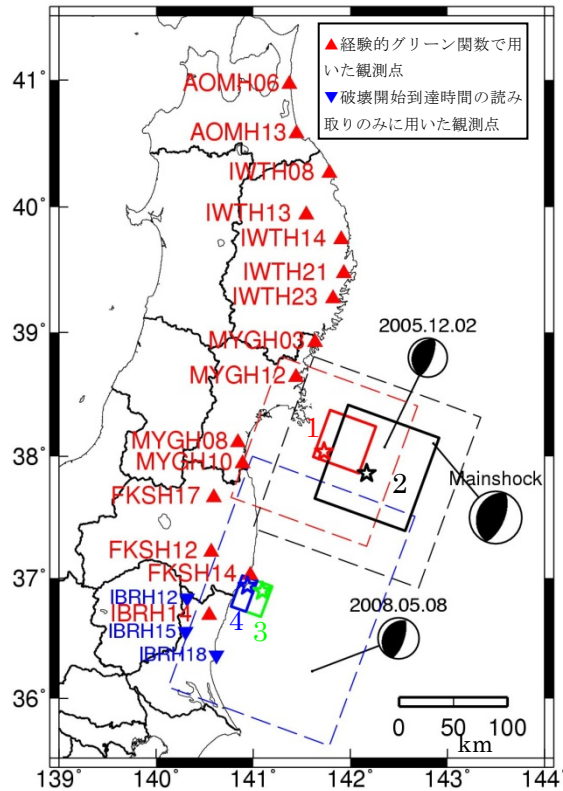 ▲経験的グリーン関数で用
いた観測点
▼破壊開始到達時間の読み
取りのみに用いた観測点
41°
AOMH06
AOMH13
IWTH08
40°
IWTH13
IWTH14
IWTH21
IWTH23
39°
MYGH03
2005.12.02
MYGH12
1
MYGH08
38°
MYGH10
2
Mainshock
FKSH17
FKSH12
FKSH14
37°
IBRH12
IBRH14
4
3
2008.05.08
IBRH15
IBRH18
36°
0
50
100
km
139°
140°
141°
142°
143°
144°